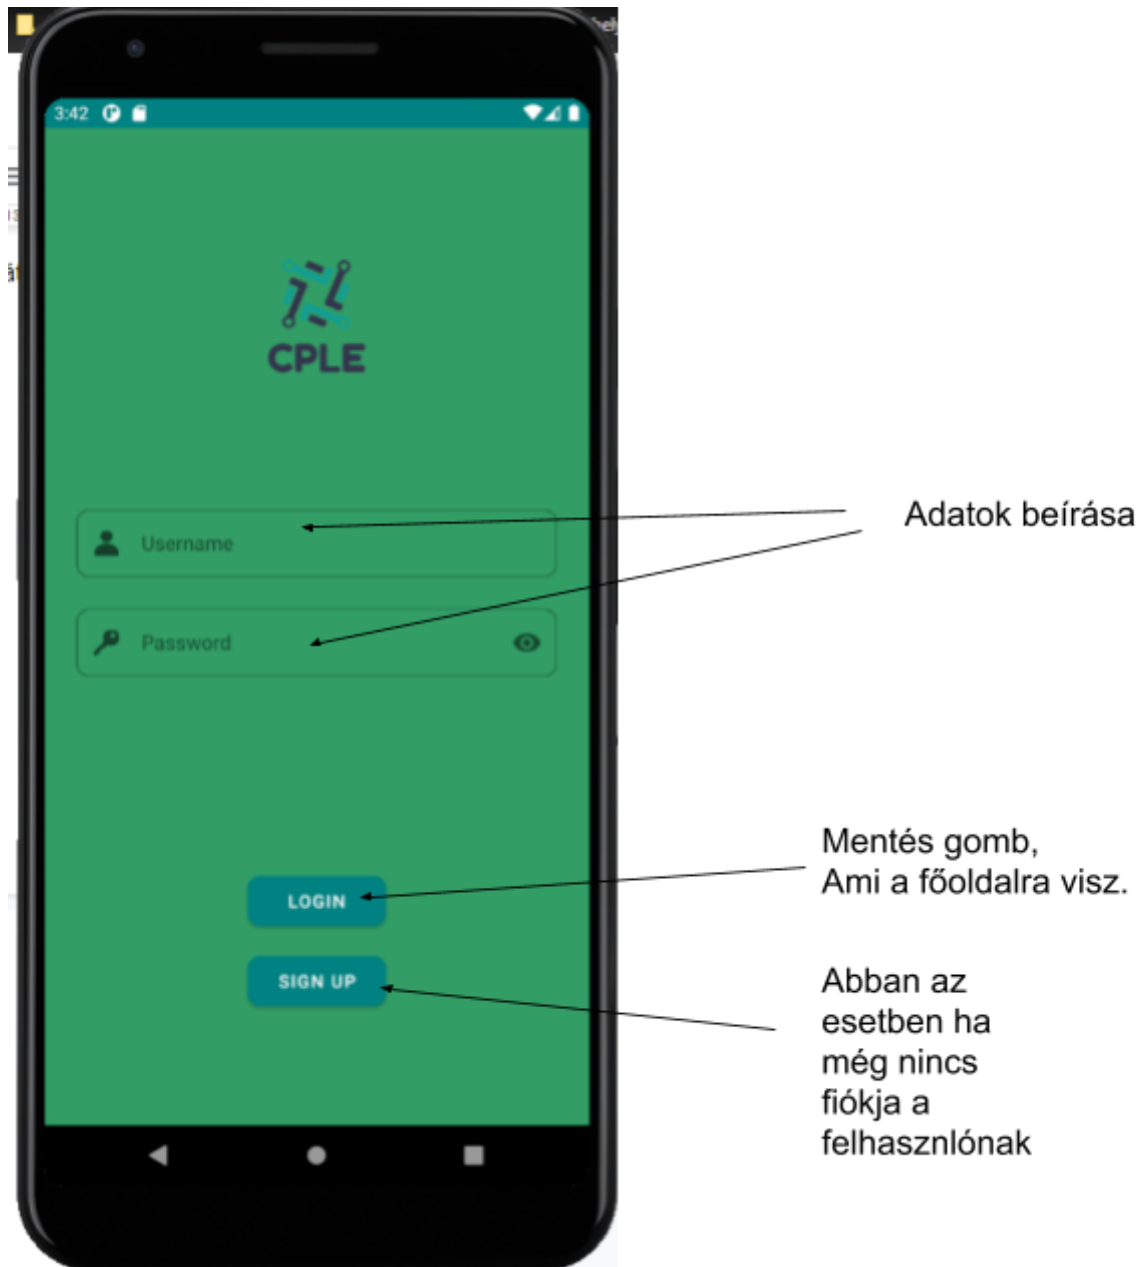 3:42
CPLE
Username
Password
LOGIN
SIGN UP
Adatok beírása
Mentés gomb,
Ami a főoldalra visz.
Abban az
esetben ha
még nincs
fiókja a
felhasznlónak